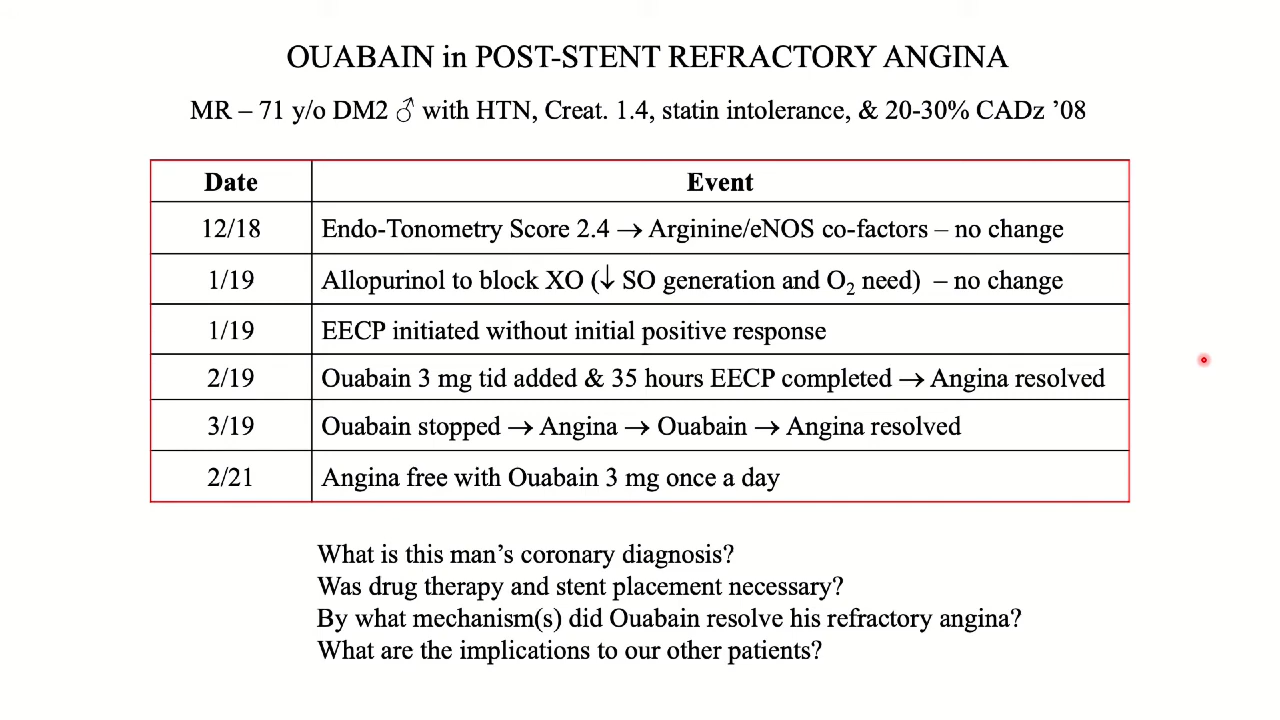 OUABAIN in POST-STENT REFRACTORY ANGINA
MR – 71 y/o DM2 ♂ with HTN, Creat. 1.4, statin intolerance, & 20-30% CADz ’08
Date Event
12/18 Endo-Tonometry Score 2.4 → Arginine/eNOS co-factors – no change
1/19 Allopurinol to block XO (↓ SO generation and O₂ need) – no change
1/19 EECP initiated without initial positive response
2/19 Ouabain 3 mg tid added & 35 hours EECP completed → Angina resolved
3/19 Ouabain stopped → Angina → Ouabain → Angina resolved
2/21 Angina free with Ouabain 3 mg once a day
What is this man’s coronary diagnosis?
Was drug therapy and stent placement necessary?
By what mechanism(s) did Ouabain resolve his refractory angina?
What are the implications to our other patients?